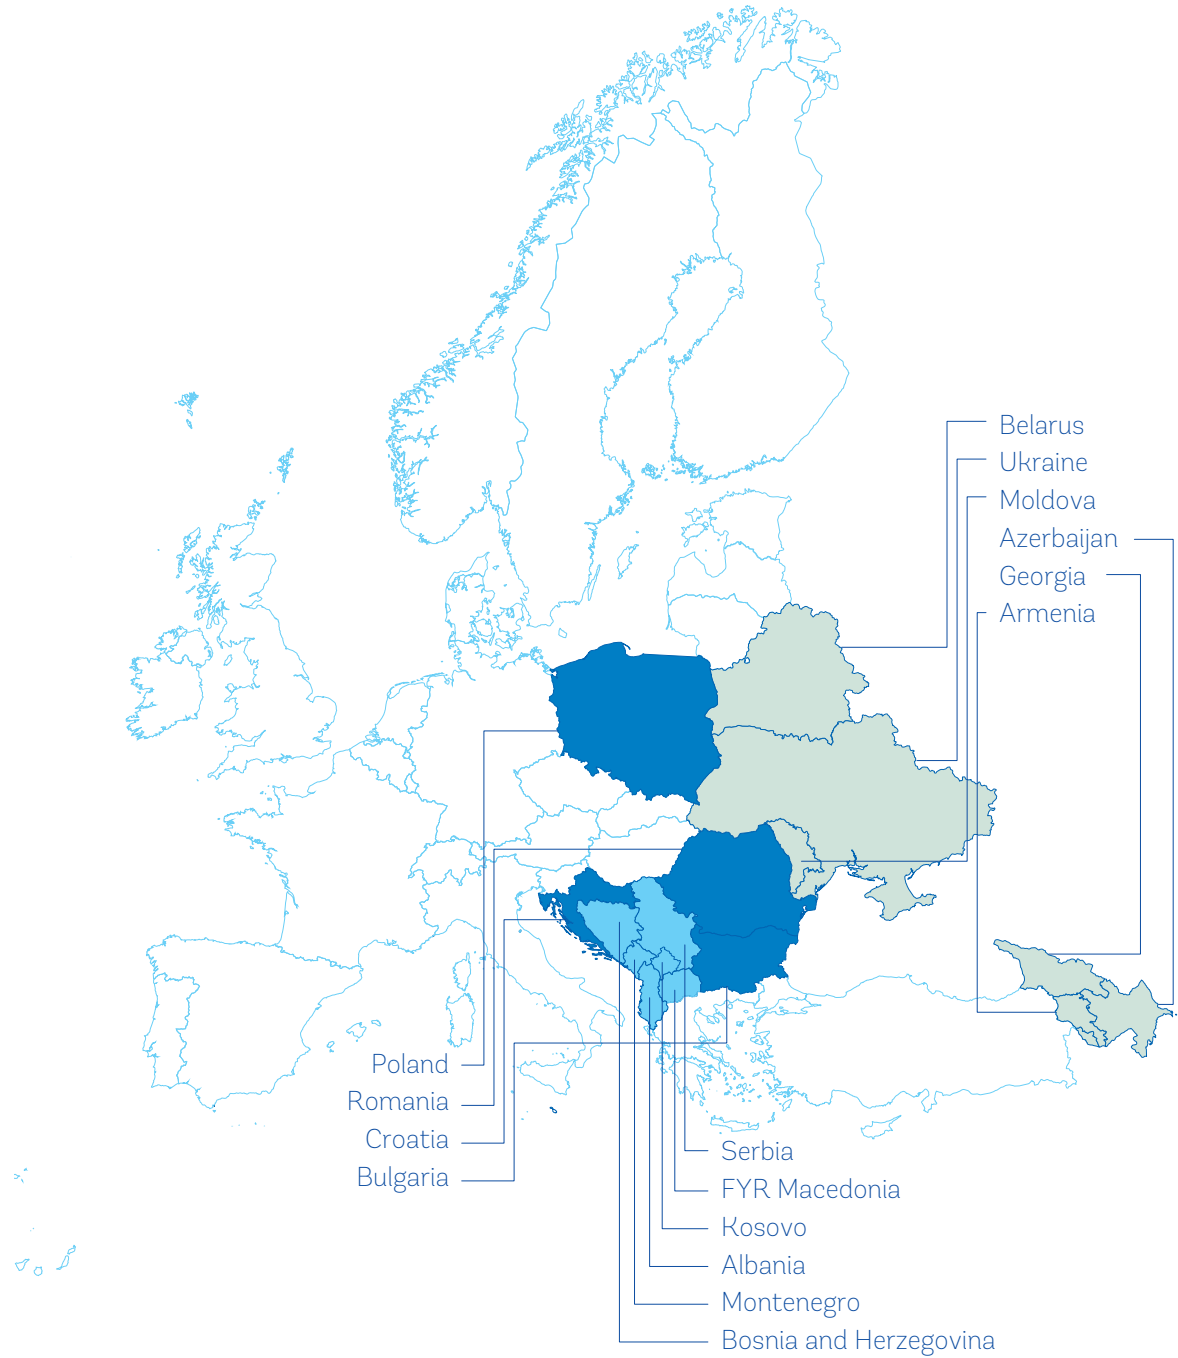 Belarus
Ukraine
Moldova
Azerbaijan
Georgia
Armenia
Poland
Romania
Croatia
Bulgaria
Serbia
FYR Macedonia
Kosovo
Albania
Montenegro
Bosnia and Herzegovina